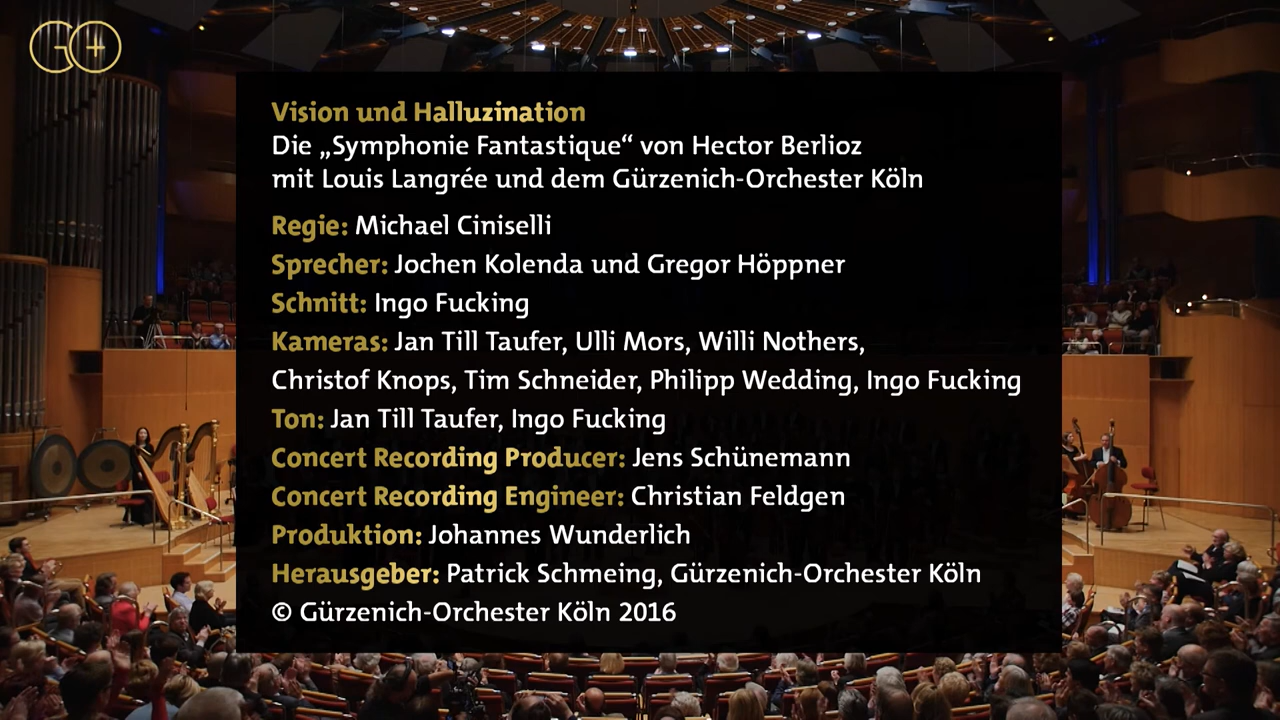 GO
Vision und Halluzination
Die „Symphonie Fantastique“ von Hector Berlioz
mit Louis Langrée und dem Gürzenich-Orchester Köln
Regie: Michael Ciniselli
Sprecher: Jochen Kolenda und Gregor Höppner
Schnitt: Ingo Fucking
Kameras: Jan Till Taufer, Ulli Mors, Willi Nothers,
Christof Knops, Tim Schneider, Philipp Wedding, Ingo Fucking
Ton: Jan Till Taufer, Ingo Fucking
Concert Recording Producer: Jens Schünemann
Concert Recording Engineer: Christian Feldgen
Produktion: Johannes Wunderlich
Herausgeber: Patrick Schmeing, Gürzenich-Orchester Köln
© Gürzenich-Orchester Köln 2016